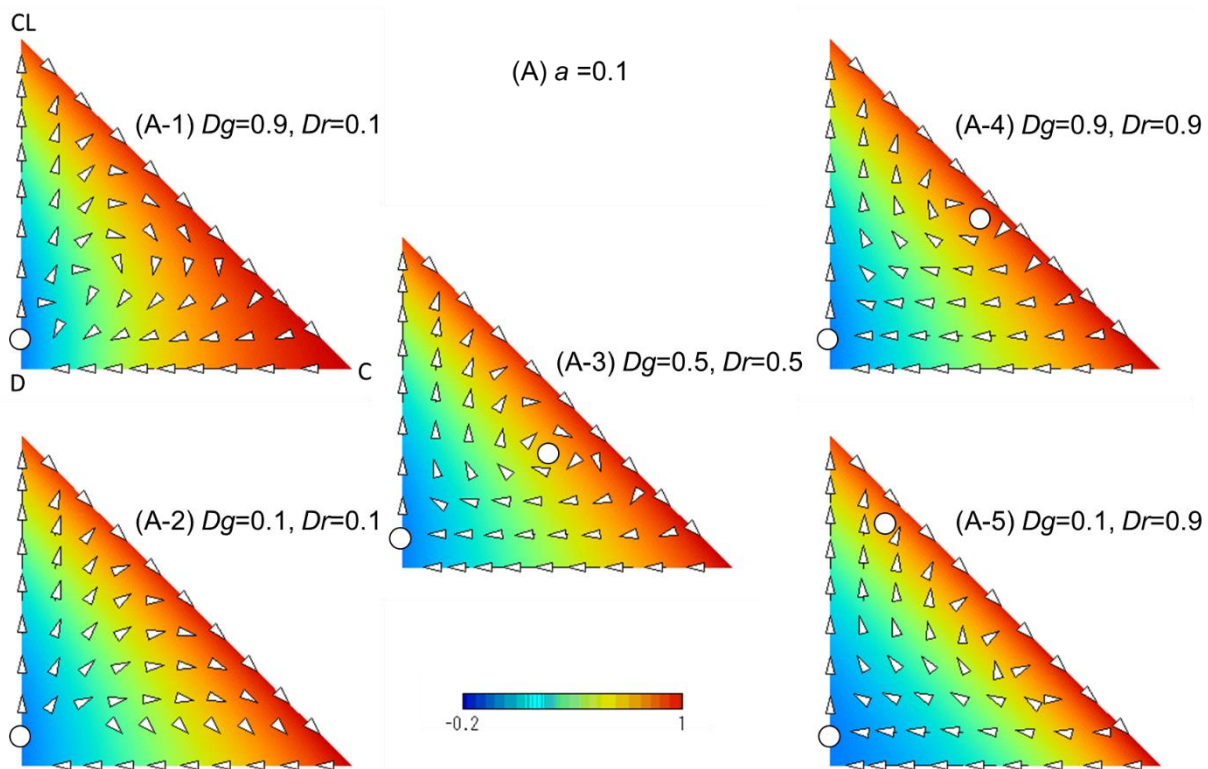 CL
(A) a =0.1
(A-1) Dg=0.9, Dr=0.1
(A-4) Dg=0.9, Dr=0.9
D
C
(A-3) Dg=0.5, Dr=0.5
(A-2) Dg=0.1, Dr=0.1
(A-5) Dg=0.1, Dr=0.9
-0.2
1